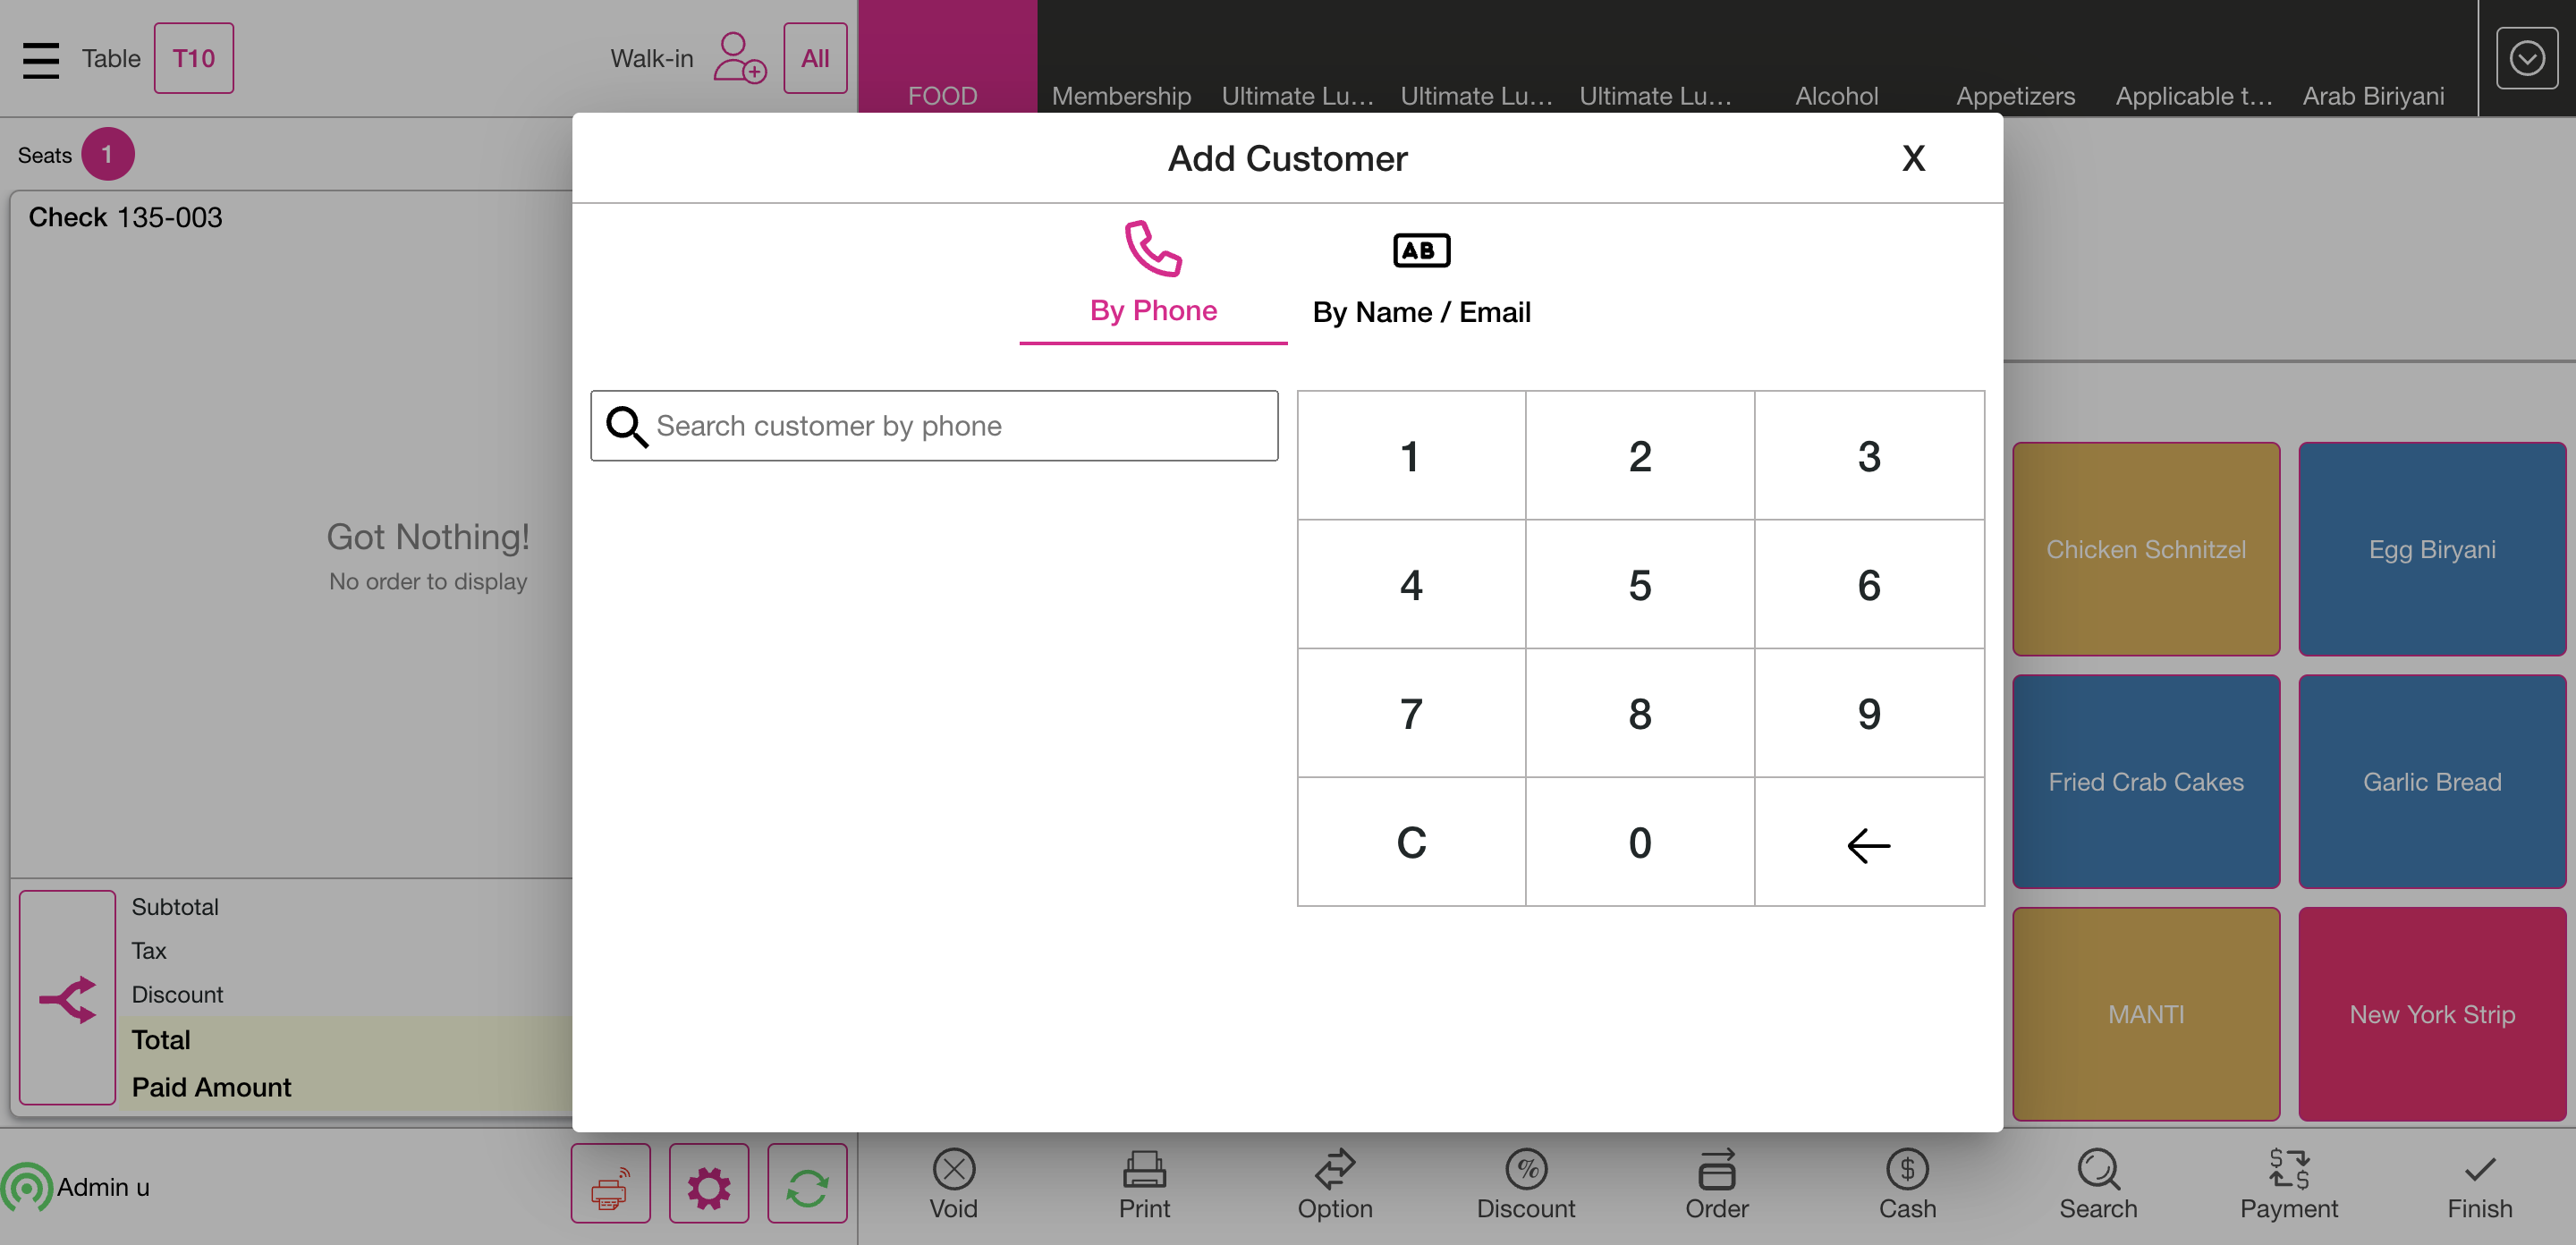 Table T10 Walk-in All
FOOD Membership Ultimate Lu... Ultimate Lu... Ultimate Lu... Alcohol Appetizers Applicable t... Arab Biriyani
Seats 1
Check 135-003
Got Nothing!
No order to display
Subtotal
Tax
Discount
Total
Paid Amount
Admin u
Add Customer X
AB
By Phone By Name / Email
Search customer by phone
1 2 3
4 5 6
7 8 9
C 0
Chicken Schnitzel Egg Biryani
Fried Crab Cakes Garlic Bread
MANTI New York Strip
Void Print Option Discount Order Cash Search Payment Finish